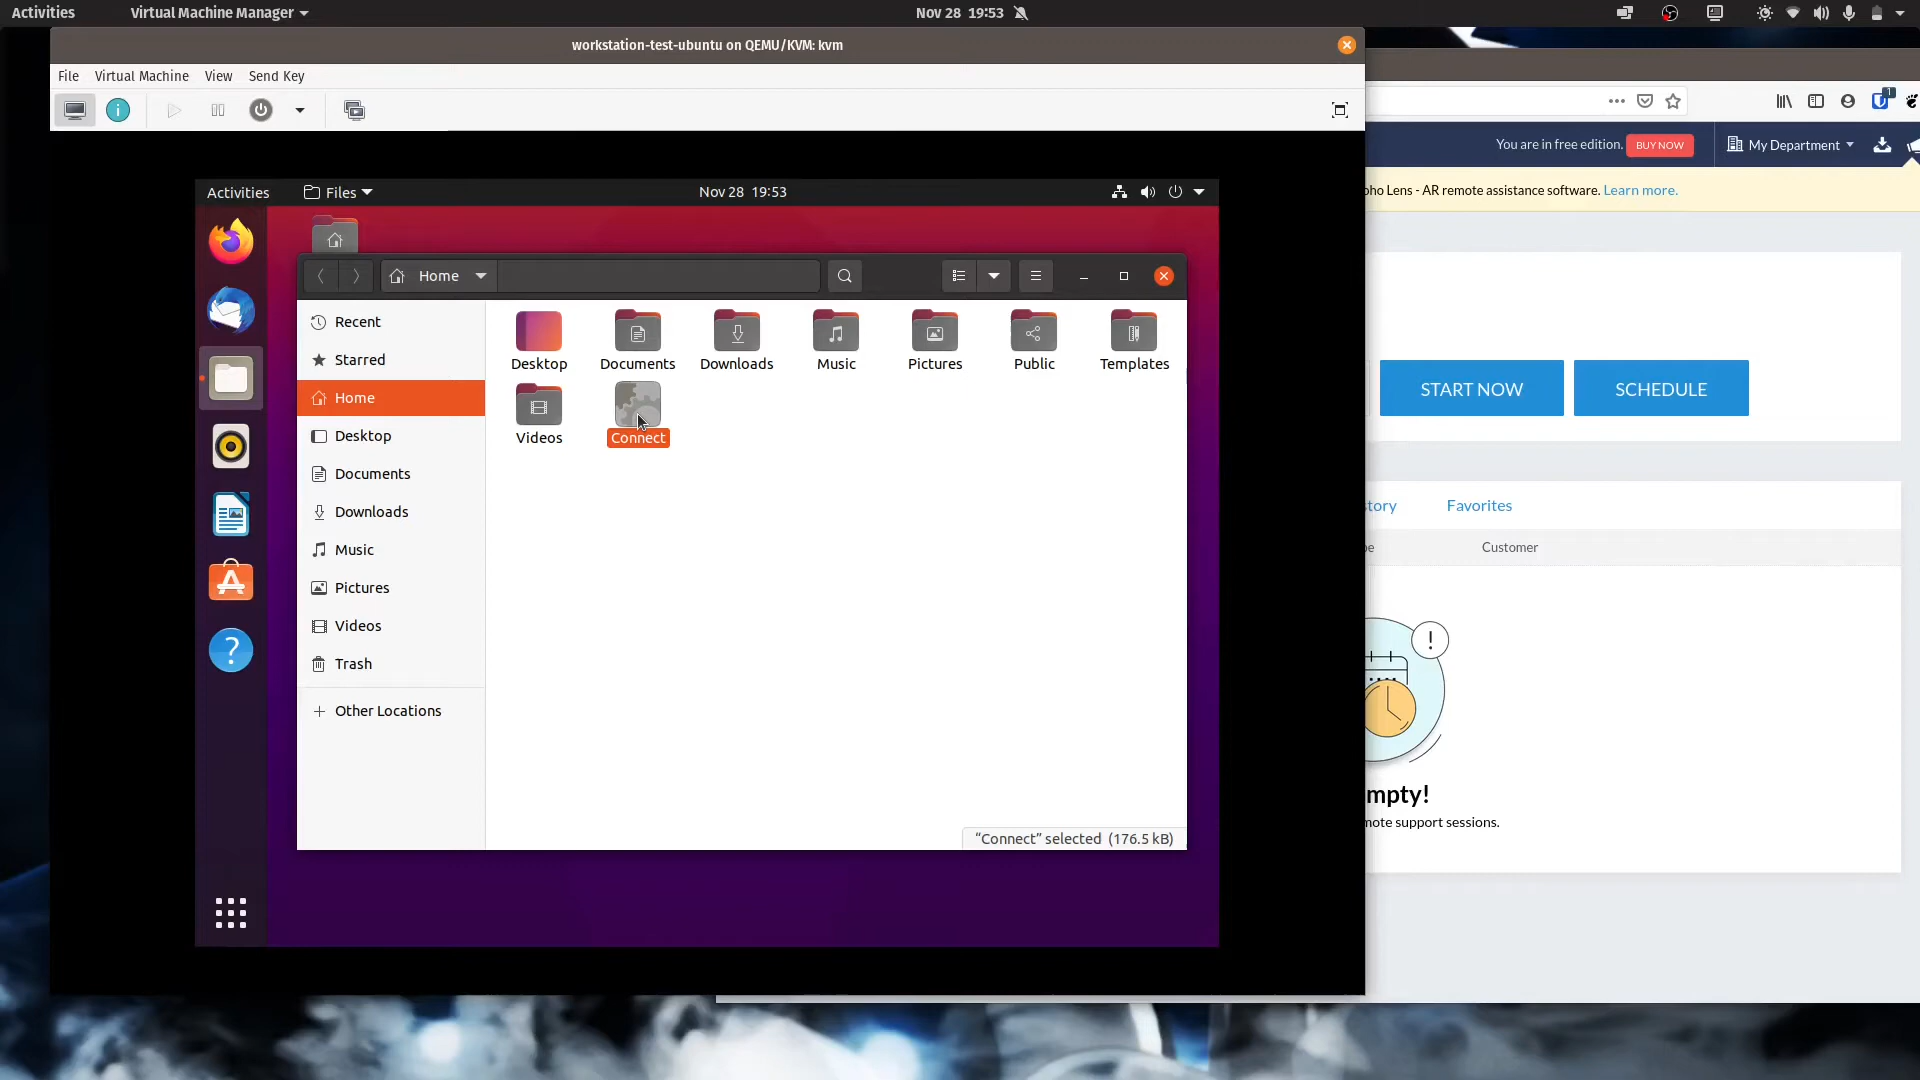 Activities
Virtual Machine Manager
Nov 28 19:53
workstation-test-ubuntu on QEMU/KVM: kvm
File
Virtual Machine
View
Send Key
1
You are in free edition.
BUY NOW
My Department
oho Lens - AR remote assistance software. Learn more.
Activities
Files
Nov 28 19:53
Home
Recent
Starred
Home
Desktop
Documents
Downloads
Music
Pictures
Videos
Trash
Other Locations
Desktop
Documents
Downloads
Music
Pictures
Public
Templates
Videos
Connect
"Connect" selected (176.5 kB)
START NOW
SCHEDULE
tory
Favorites
Customer
mpty!
mote support sessions.